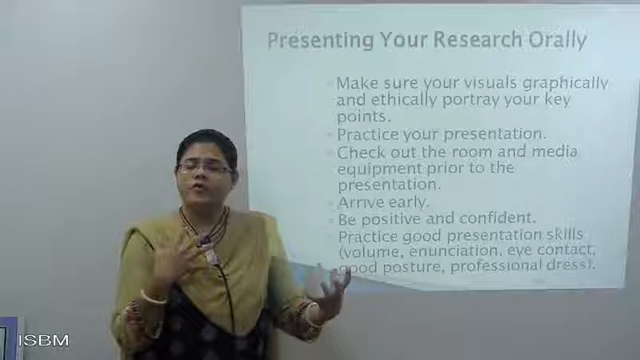 Presenting Your Research Orally
Make sure your visuals graphically
and ethically portray your key
points.
Practice your presentation.
Check out the room and media
equipment prior to the
presentation.
Arrive early.
Be positive and confident.
Practice good presentation skills
(volume, enunciation, eye contact,
good posture, professional dress).
ISBM